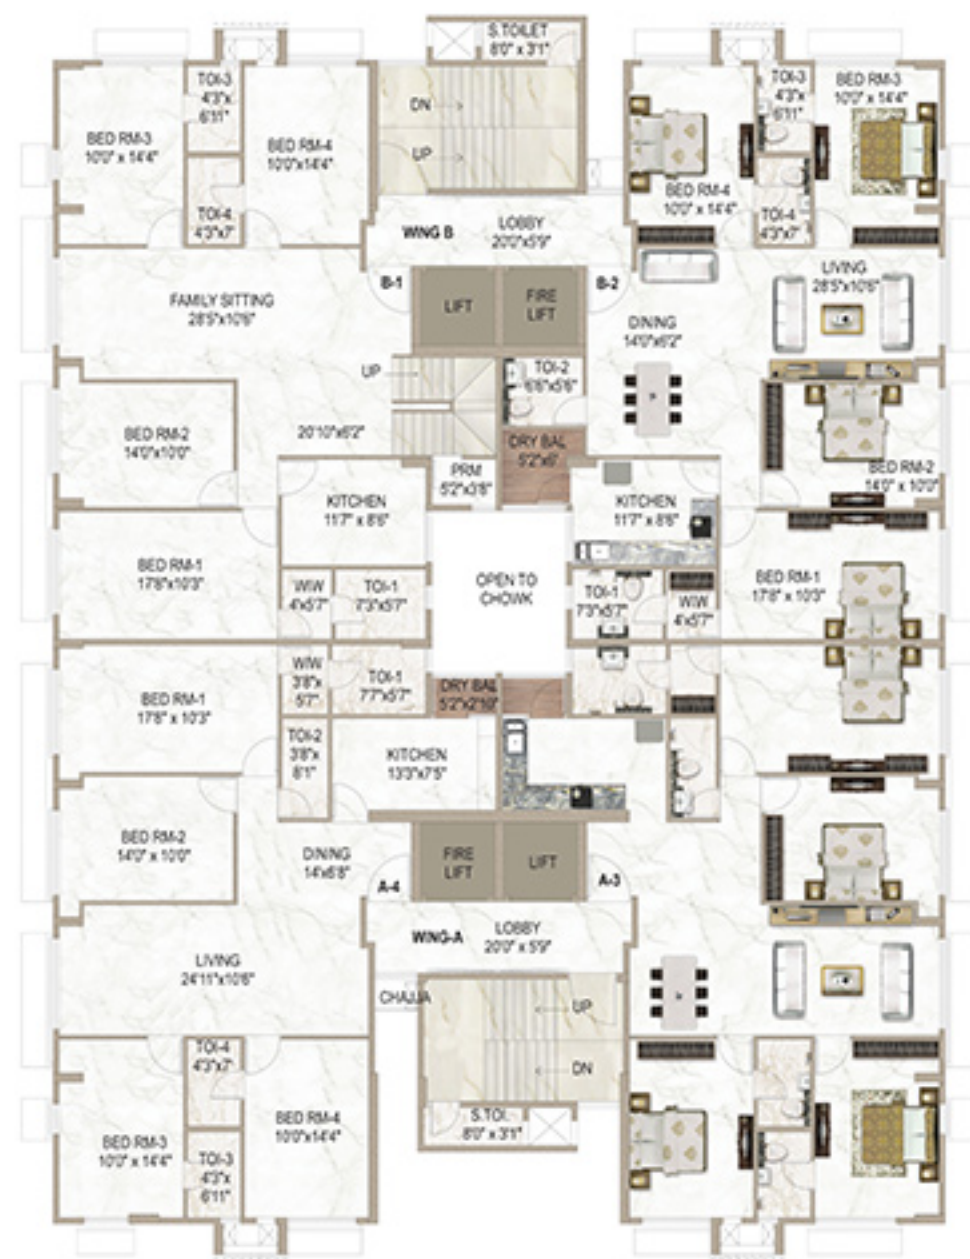 S.TOILET
8'0" x 3'1"
TOI-3
4'3"x
6'11"
BED RM-3
10'0" x 14'4"
BED RM-4
10'0"x14'4"
TOI-4
4'3"x7'
DN
UP
TOI-3
4'3"x
6'11"
BED RM-3
10'0" x 14'4"
BED RM-4
10'0" x 14'4"
TOI-4
4'3"x7'
WING B
LOBBY
20'0"x5'9"
B-1
LIFT
FIRE
LIFT
B-2
FAMILY SITTING
28'5"x10'6"
LIVING
28'5"x10'6"
DINING
14'0"x6'2"
UP
TOI-2
6'6"x5'6"
BED RM-2
14'0"x10'0"
20'10"x6'2"
DRY BAL
5'2"x6'
PRM
5'2"x3'8"
BED RM-2
14'0" x 10'0"
KITCHEN
11'7" x 8'6"
KITCHEN
11'7" x 8'6"
BED RM-1
17'8"x10'3"
W/W
4'x5'7"
TOI-1
7'3"x5'7"
OPEN TO
CHOWK
TOI-1
7'3"x5'7"
W/W
4'x5'7"
BED RM-1
17'8" x 10'3"
BED RM-1
17'8" x 10'3"
W/W
3'8"x
5'7"
TOI-1
7'7"x5'7"
DRY BAL
5'2"x2'10"
TOI-2
3'8"x
8'1"
KITCHEN
13'3"x7'5"
BED RM-2
14'0" x 10'0"
DINING
14'x6'8"
FIRE
LIFT
LIFT
A-4
A-3
WING-A
LOBBY
20'0" x 5'9"
LIVING
24'11"x10'6"
CHAJJA
UP
DN
TOI-4
4'3"x7'
BED RM-3
10'0" x 14'4"
BED RM-4
10'0"x14'4"
TOI-3
4'3"x
6'11"
S.TOI.
8'0" x 3'1"